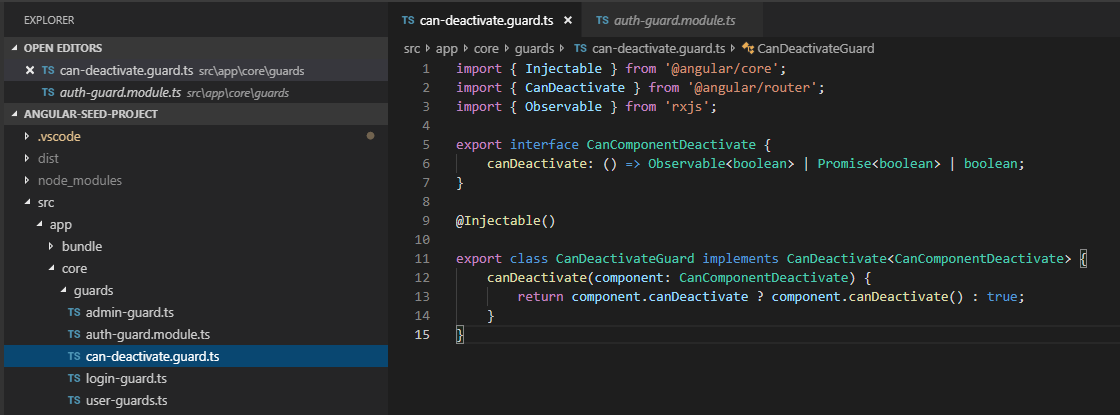 EXPLORER
OPEN EDITORS
TS can-deactivate.guard.ts src\app\core\guards
TS auth-guard.module.ts src\app\core\guards
ANGULAR-SEED-PROJECT
.vscode
dist
node_modules
src
app
bundle
core
guards
TS admin-guard.ts
TS auth-guard.module.ts
TS can-deactivate.guard.ts
TS login-guard.ts
TS user-guards.ts
TS can-deactivate.guard.ts TS auth-guard.module.ts
src app core guards TS can-deactivate.guard.ts CanDeactivateGuard
1 import { Injectable } from '@angular/core';
2 import { CanDeactivate } from '@angular/router';
3 import { Observable } from 'rxjs';
4
5 export interface CanComponentDeactivate {
6 canDeactivate: () => Observable<boolean> | Promise<boolean> | boolean;
7 }
8
9 @Injectable()
10
11 export class CanDeactivateGuard implements CanDeactivate<CanComponentDeactivate> {
12 canDeactivate(component: CanComponentDeactivate) {
13 return component.canDeactivate ? component.canDeactivate() : true;
14 }
15 }